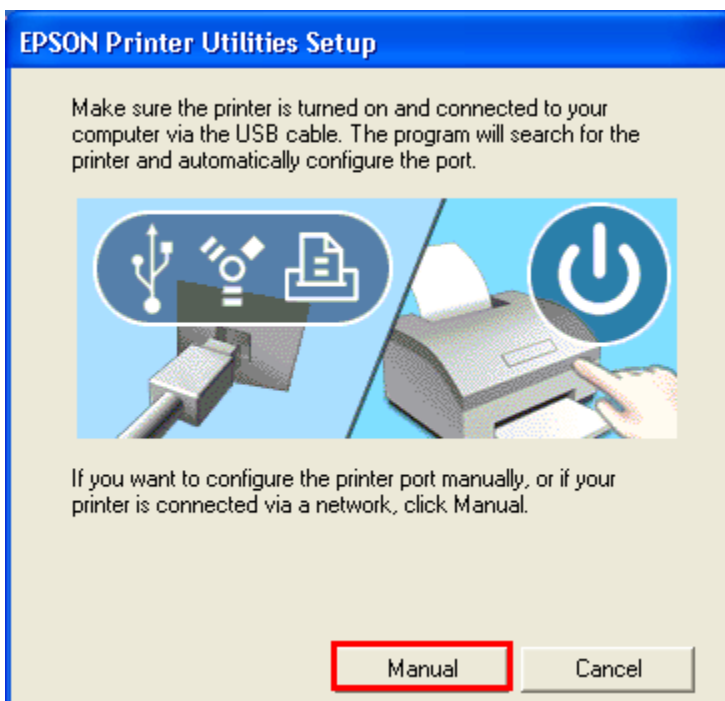 EPSON Printer Utilities Setup
Make sure the printer is turned on and connected to your
computer via the USB cable. The program will search for the
printer and automatically configure the port.
If you want to configure the printer port manually, or if your
printer is connected via a network, click Manual.
Manual
Cancel